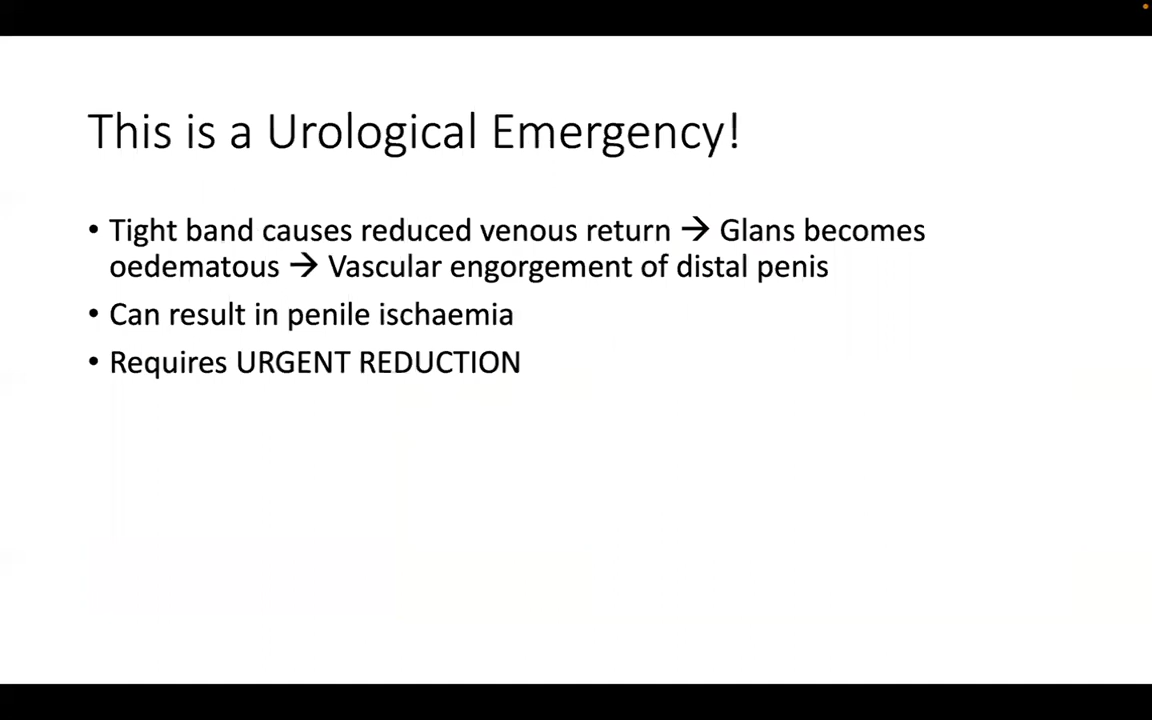 This is a Urological Emergency!
• Tight band causes reduced venous return → Glans becomes
oedematous → Vascular engorgement of distal penis
• Can result in penile ischaemia
• Requires URGENT REDUCTION